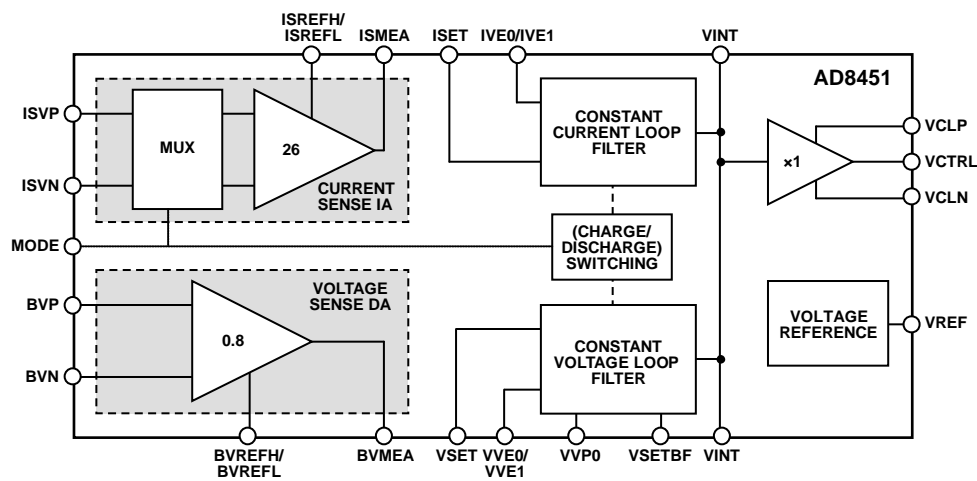 ISREFH/
ISREFL
ISMEA
ISET
IVE0/IVE1
VINT
AD8451
ISVP
ISVN
MUX
26
CURRENT
SENSE IA
CONSTANT
CURRENT LOOP
FILTER
×1
VCLP
VCTRL
VCLN
MODE
(CHARGE/
DISCHARGE)
SWITCHING
BVP
BVN
VOLTAGE
SENSE DA
0.8
CONSTANT
VOLTAGE LOOP
FILTER
VOLTAGE
REFERENCE
VREF
BVREFH/
BVREFL
BVMEA
VSET
VVE0/
VVE1
VVP0
VSETBF
VINT